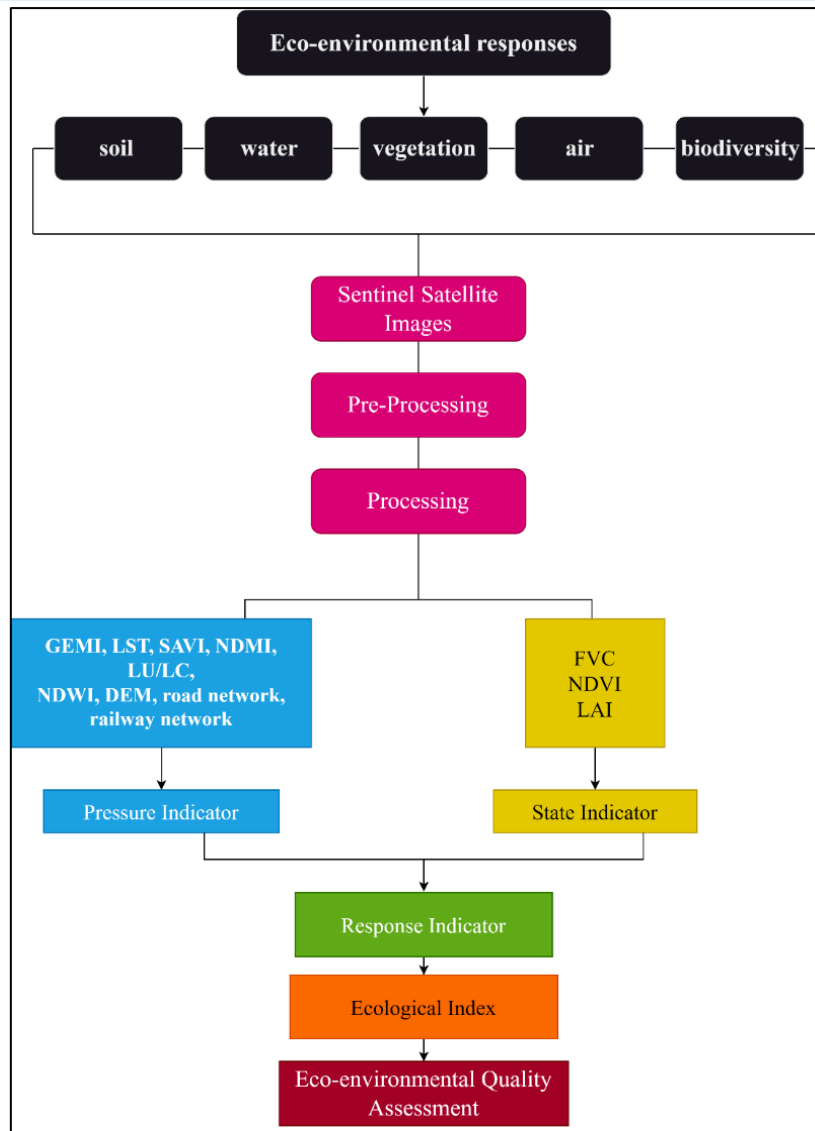 Eco-environmental responses
soil
water
vegetation
air
biodiversity
Sentinel Satellite
Images
Pre-Processing
Processing
GEMI, LST, SAVI, NDMI,
LU/LC,
NDWI, DEM, road network,
railway network
FVC
NDVI
LAI
Pressure Indicator
State Indicator
Response Indicator
Ecological Index
Eco-environmental Quality
Assessment